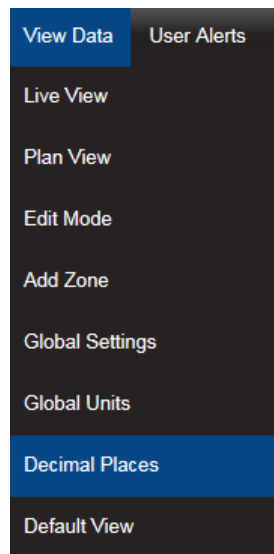 View Data User Alerts
Live View
Plan View
Edit Mode
Add Zone
Global Settings
Global Units
Decimal Places
Default View